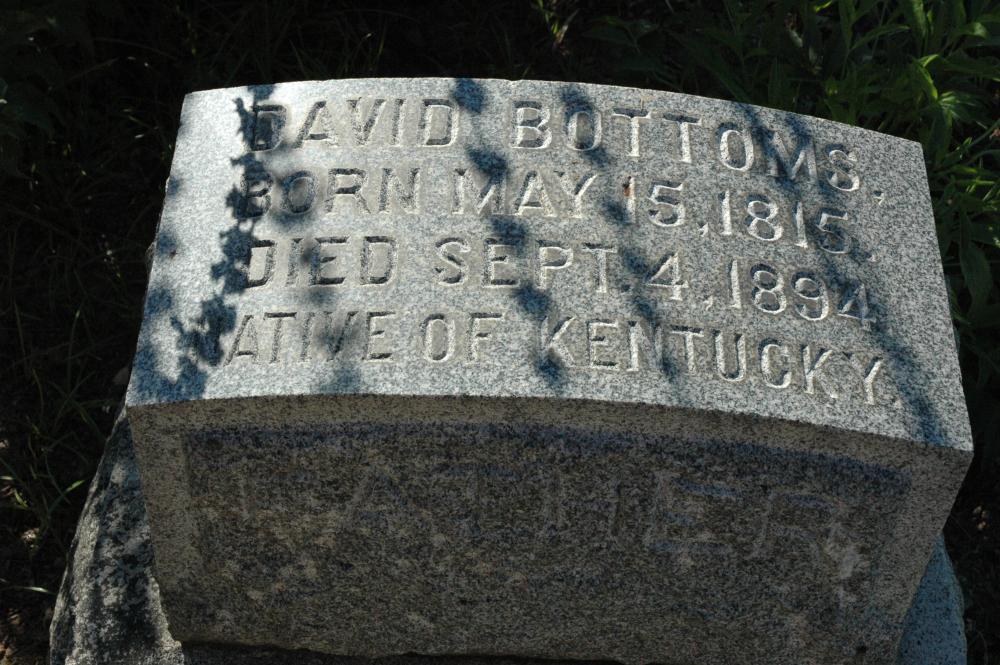 DAVID BOTTOMS,
BORN MAY 15, 1815.
DIED SEPT. 4, 1894
NATIVE OF KENTUCKY.
FATHER